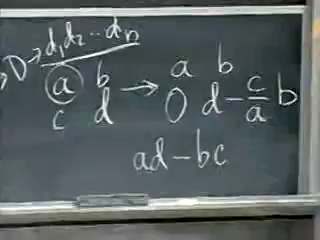 → D → d₁d₂ ... dₙ
a b → a b
c d 0 d - c/a b
ad - bc